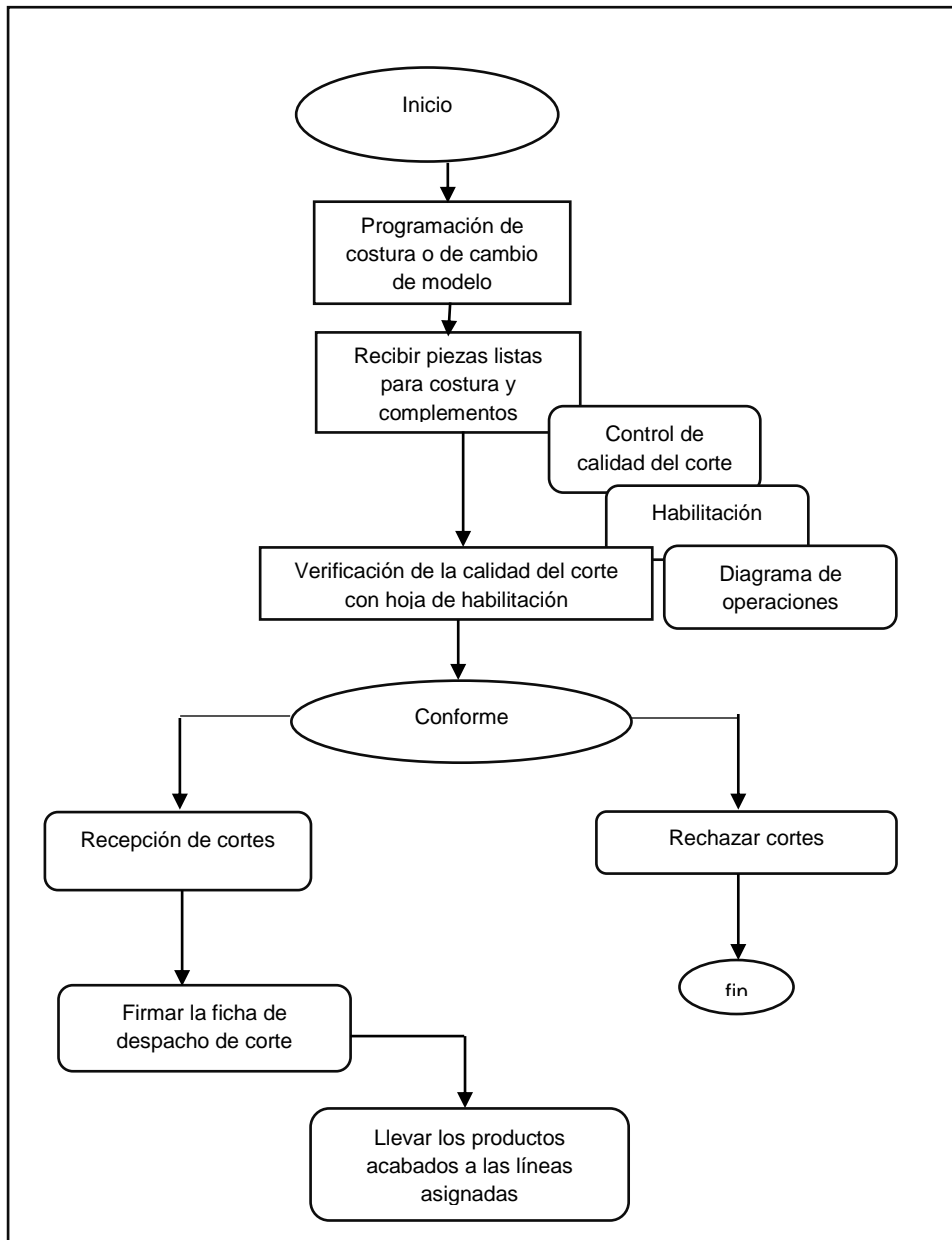 Inicio
Programación de
costura o de cambio
de modelo
Recibir piezas listas
para costura y
complementos
Control de
calidad del corte
Habilitación
Diagrama de
operaciones
Verificación de la calidad del corte
con hoja de habilitación
Conforme
Recepción de cortes
Rechazar cortes
Firmar la ficha de
despacho de corte
fin
Llevar los productos
acabados a las líneas
asignadas